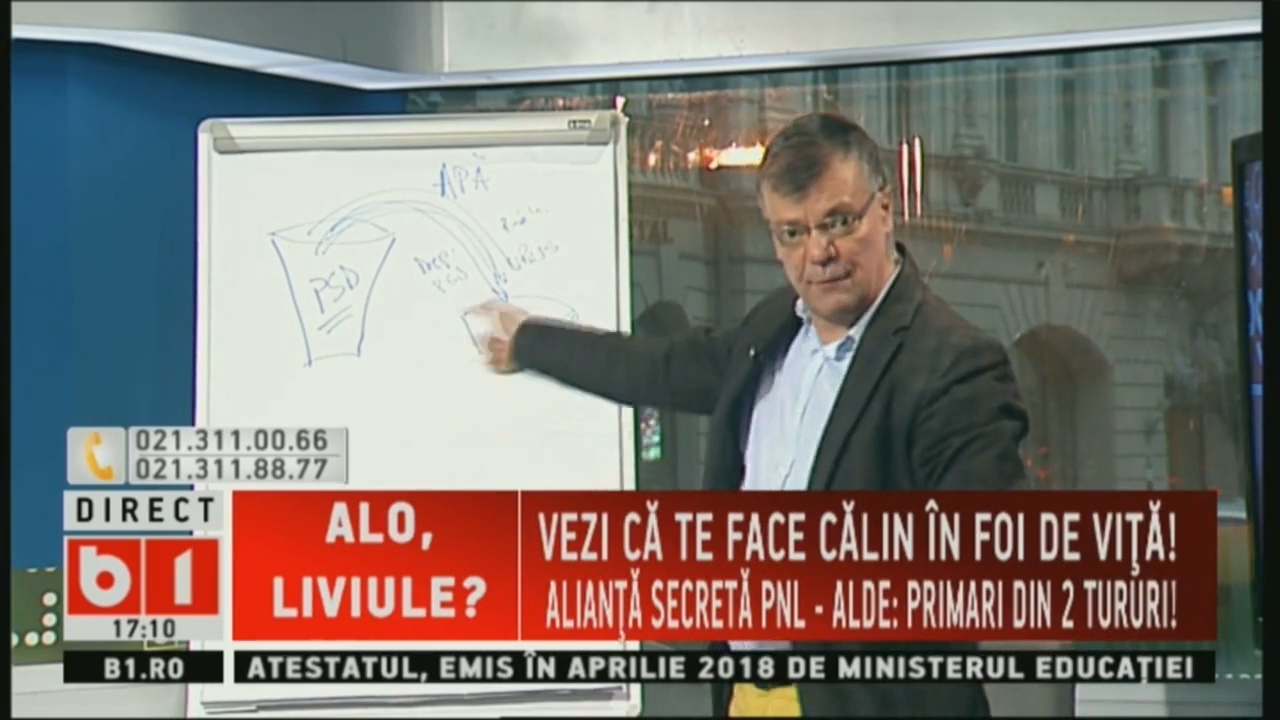 APĂ
PSD
PSD
021.311.00.66
021.311.88.77
DIRECT
b1
17:10
B1.RO
ALO,
LIVIULE?
VEZI CĂ TE FACE CĂLIN ÎN FOI DE VIŢĂ!
ALIANŢĂ SECRETĂ PNL - ALDE: PRIMARI DIN 2 TURURI!
ATESTATUL, EMIS ÎN APRILIE 2018 DE MINISTERUL EDUCAŢIEI